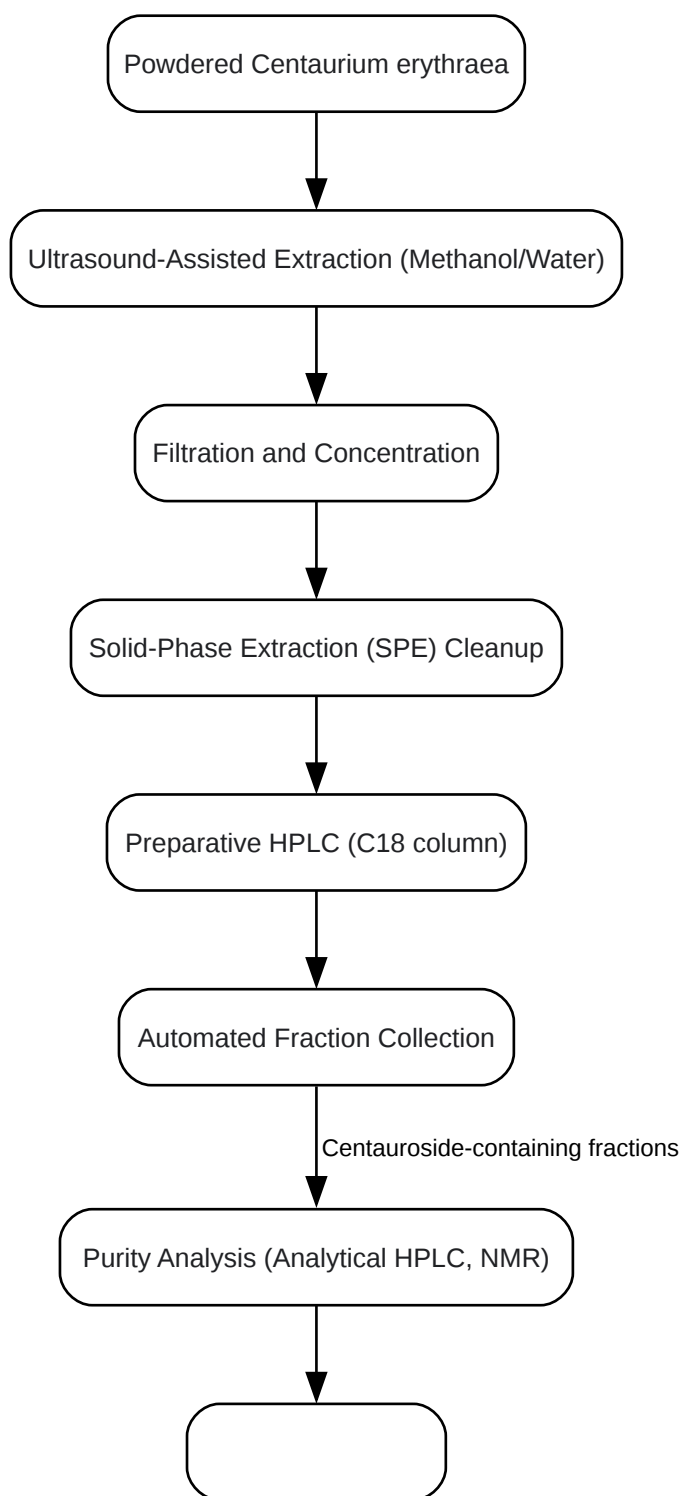 Powdered Centaurium erythraea
Ultrasound-Assisted Extraction (Methanol/Water)
Filtration and Concentration
Solid-Phase Extraction (SPE) Cleanup
Preparative HPLC (C18 column)
Automated Fraction Collection
Centauroside-containing fractions
Purity Analysis (Analytical HPLC, NMR)